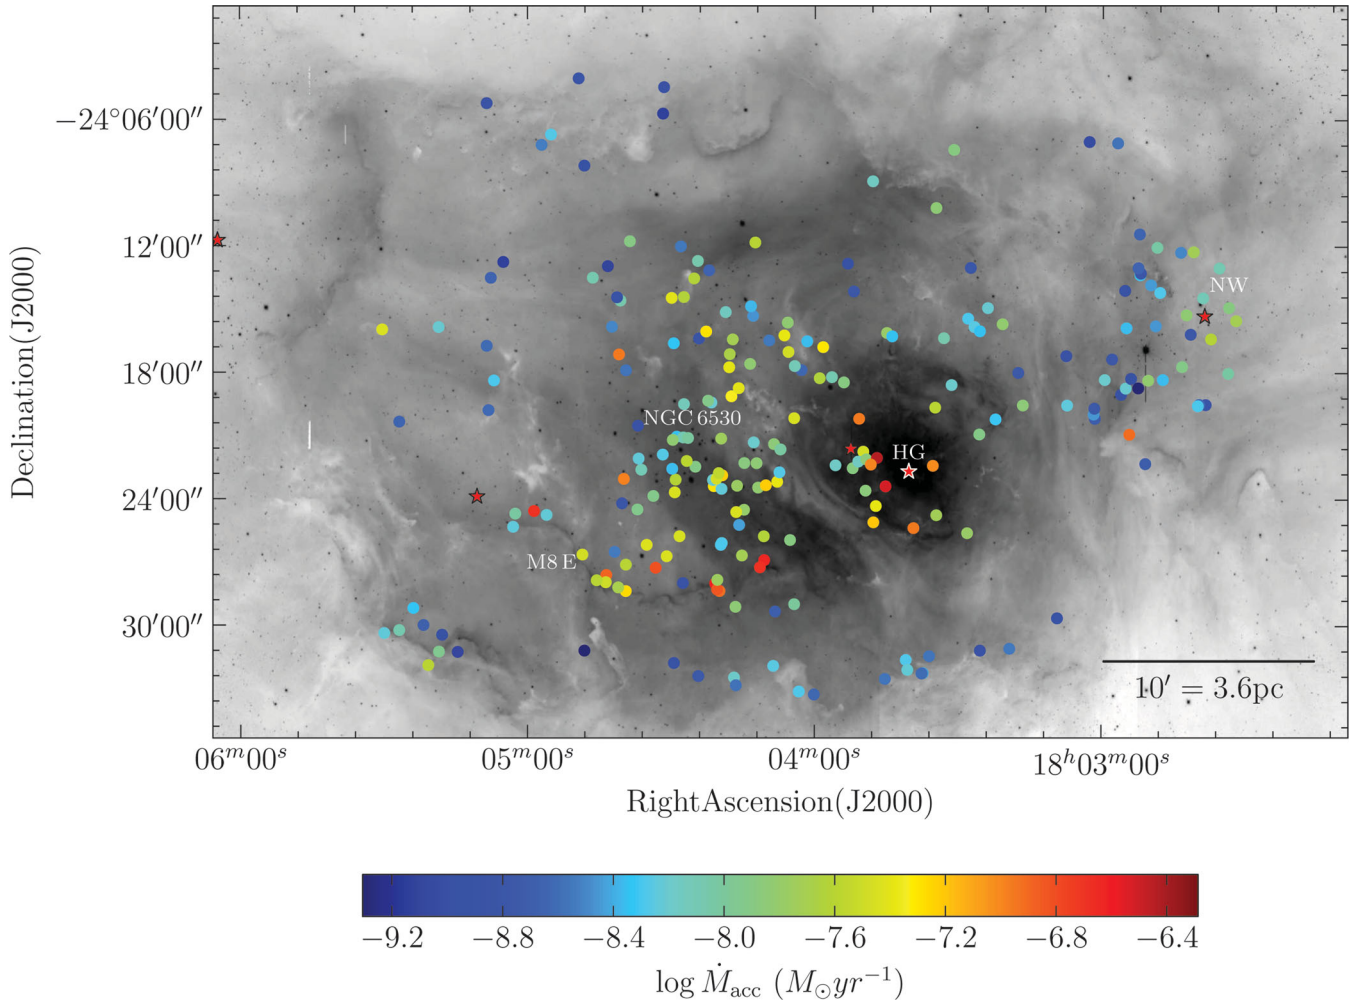 −24°06′00″
12′00″
18′00″
24′00″
30′00″
Declination(J2000)
NW
NGC 6530
HG
M8 E
10′ = 3.6pc
06ᵐ00ˢ
05ᵐ00ˢ
04ᵐ00ˢ
18ʰ03ᵐ00ˢ
RightAscension(J2000)
−9.2 −8.8 −8.4 −8.0 −7.6 −7.2 −6.8 −6.4
log Ṁacc (M⊙yr⁻¹)